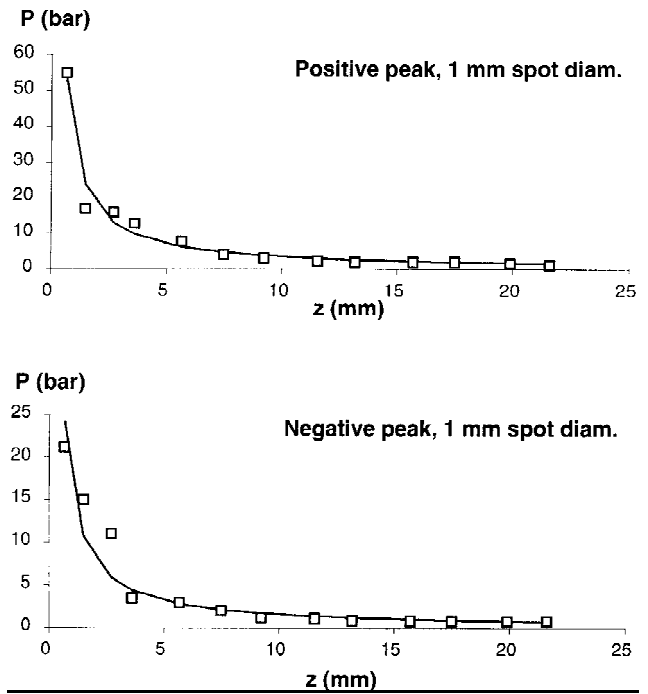 P (bar)
Positive peak, 1 mm spot diam.
60
50
40
30
20
10
0
0 5 10 15 20 25
z (mm)
P (bar)
Negative peak, 1 mm spot diam.
25
20
15
10
5
0
0 5 10 15 20 25
z (mm)